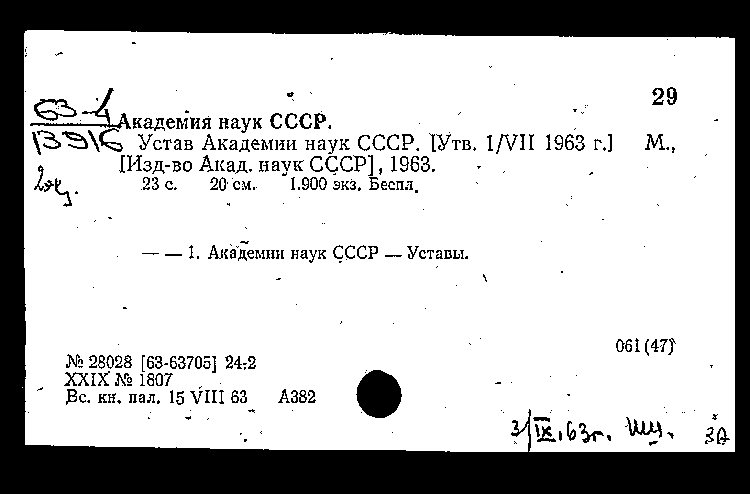 29
63-4
13916
Академия наук СССР.
Устав Академии наук СССР. [Утв. 1/VII 1963 г.] М.,
[Изд-во Акад. наук СССР], 1963.
23 с. 20 см. 1.900 экз. Беспл.
2экз.
— — 1. Академии наук СССР — Уставы.
061(47)
№ 28028 [63-63705] 24.2
XXIX № 1807
Вс. кн. пал. 15 VIII 63 А382
3/IX.63г.